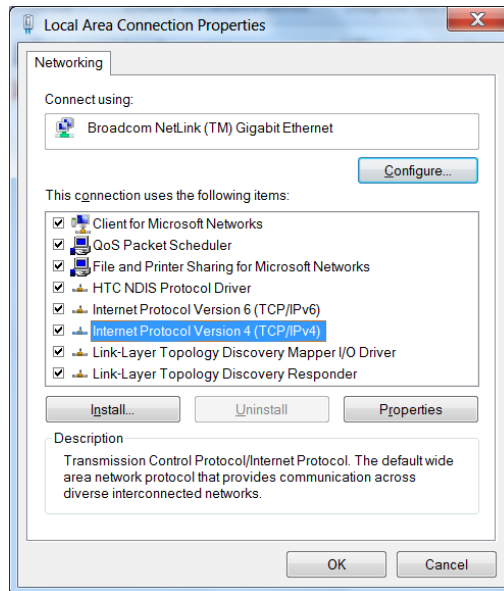 Local Area Connection Properties
Networking
Connect using:
Broadcom NetLink (TM) Gigabit Ethernet
Configure...
This connection uses the following items:
Client for Microsoft Networks
QoS Packet Scheduler
File and Printer Sharing for Microsoft Networks
HTC NDIS Protocol Driver
Internet Protocol Version 6 (TCP/IPv6)
Internet Protocol Version 4 (TCP/IPv4)
Link-Layer Topology Discovery Mapper I/O Driver
Link-Layer Topology Discovery Responder
Install... Uninstall Properties
Description
Transmission Control Protocol/Internet Protocol. The default wide
area network protocol that provides communication across
diverse interconnected networks.
OK Cancel